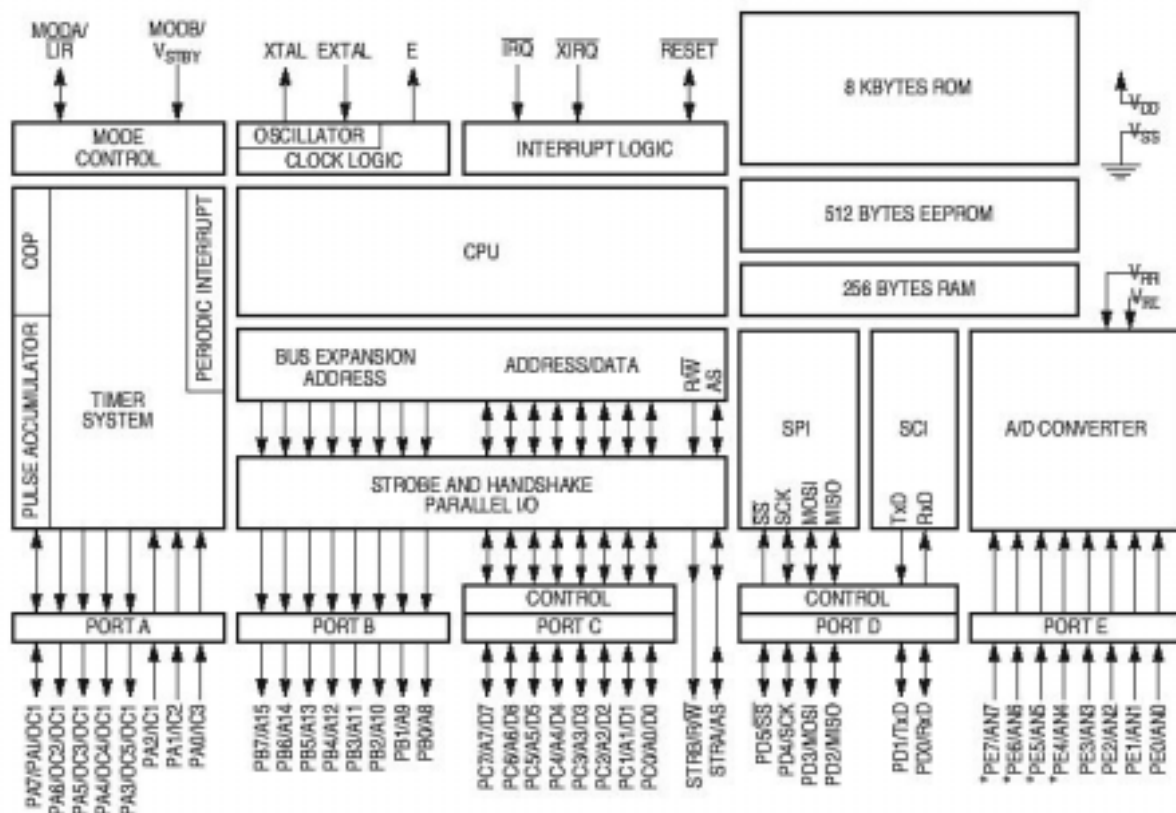 MODA/
LIR
MODB/
VSTBY
XTAL
EXTAL
E
IRQ
XIRQ
RESET
8 KBYTES ROM
VDD
VSS
MODE
CONTROL
OSCILLATOR
CLOCK LOGIC
INTERRUPT LOGIC
512 BYTES EEPROM
256 BYTES RAM
COP
PERIODIC INTERRUPT
CPU
PULSE ACCUMULATOR
TIMER
SYSTEM
BUS EXPANSION
ADDRESS
ADDRESS/DATA
R/W
AS
STROBE AND HANDSHAKE
PARALLEL I/O
SPI
SS
SCK
MOSI
MISO
SCI
TxD
RxD
A/D CONVERTER
CONTROL
CONTROL
PORT A
PORT B
PORT C
PORT D
PORT E
PA7/PAI/OC1
PA6/OC2/OC1
PA5/OC3/OC1
PA4/OC4/OC1
PA3/OC5/OC1
PA2/IC1
PA1/IC2
PA0/IC3
PB7/A15
PB6/A14
PB5/A13
PB4/A12
PB3/A11
PB2/A10
PB1/A9
PB0/A8
PC7/A7/D7
PC6/A6/D6
PC5/A5/D5
PC4/A4/D4
PC3/A3/D3
PC2/A2/D2
PC1/A1/D1
PC0/A0/D0
STRB/R/W
STRA/AS
PD5/SS
PD4/SCK
PD3/MOSI
PD2/MISO
PD1/TxD
PD0/RxD
*PE7/AN7
*PE6/AN6
*PE5/AN5
*PE4/AN4
PE3/AN3
PE2/AN2
PE1/AN1
PE0/AN0